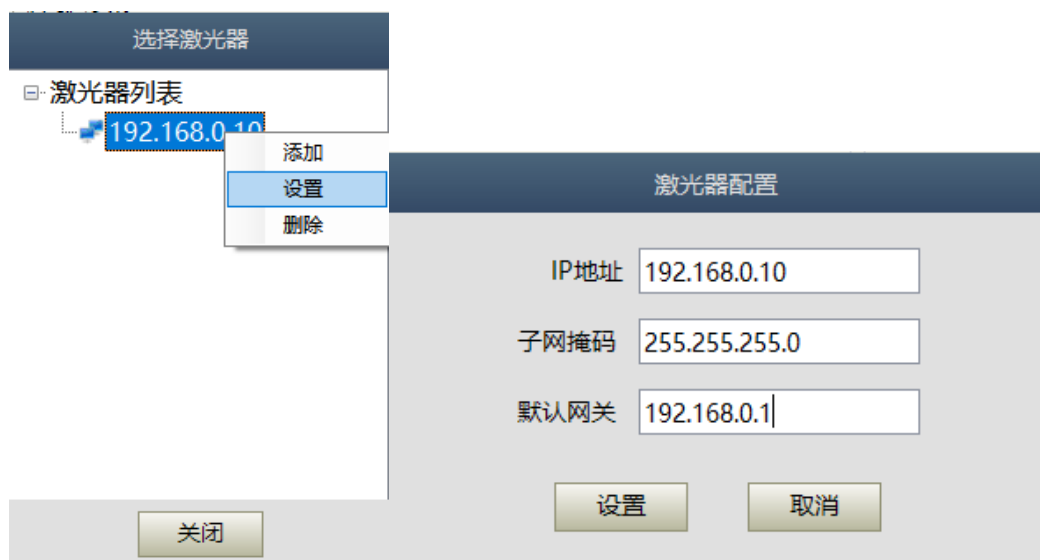 选择激光器
激光器列表
192.168.0.10
添加
设置
删除
关闭
激光器配置
IP地址 192.168.0.10
子网掩码 255.255.255.0
默认网关 192.168.0.1
设置 取消